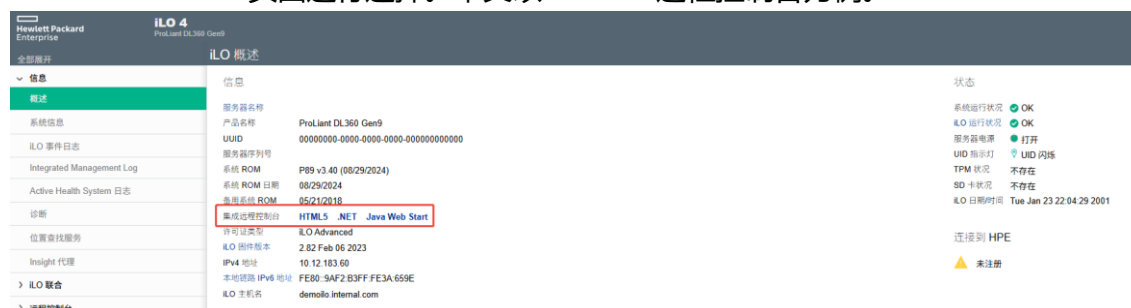 Hewlett Packard
Enterprise
iLO 4
ProLiant DL360 Gen9
全部展开
iLO 概述
信息
概述
系统信息
iLO 事件日志
Integrated Management Log
Active Health System 日志
诊断
位置查找服务
Insight 代理
iLO 联合
信息
服务器名称
产品名称 ProLiant DL360 Gen9
UUID 00000000-0000-0000-0000-000000000000
服务器序列号
系统 ROM P89 v3.40 (08/29/2024)
系统 ROM 日期 08/29/2024
备用系统 ROM 05/21/2018
集成远程控制台 HTML5 .NET Java Web Start
许可证类型 iLO Advanced
iLO 固件版本 2.82 Feb 06 2023
IPv4 地址 10.12.183.60
本地链路 IPv6 地址 FE80::9AF2:B3FF:FE3A:659E
iLO 主机名 demoilo.internal.com
状态
系统运行状况 OK
iLO 运行状况 OK
服务器电源 打开
UID 指示灯 UID 闪烁
TPM 状况 不存在
SD 卡状况 不存在
iLO 日期/时间 Tue Jan 23 22:04:29 2001
连接到 HPE
未注册